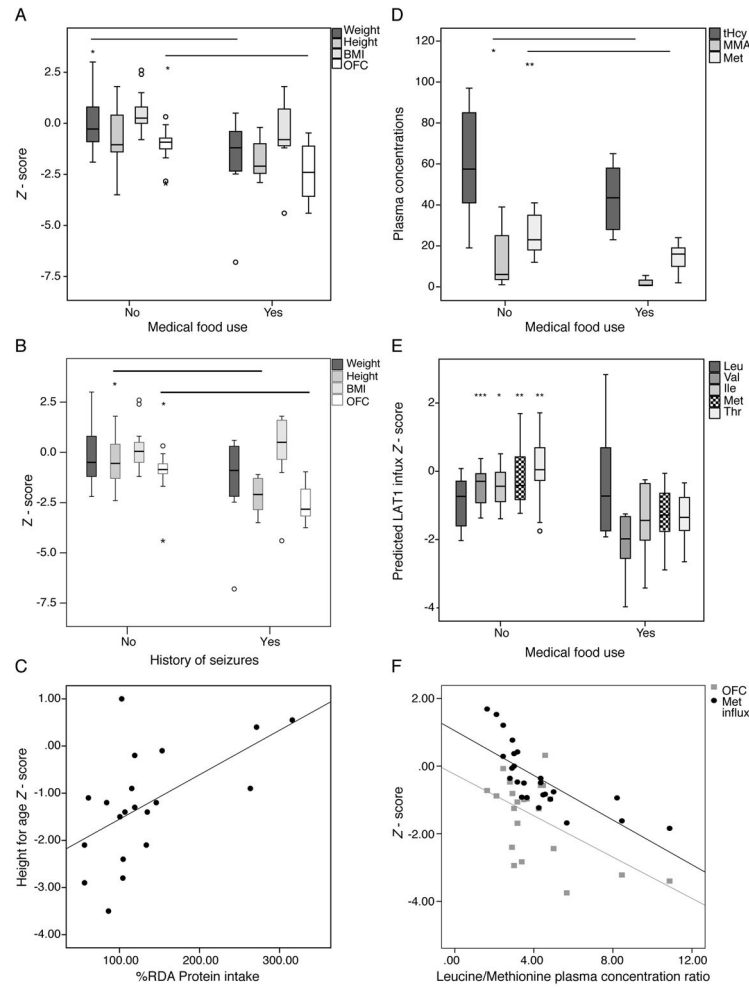 A
Weight
Height
BMI
OFC
*
*
*
2.5
0.0
-2.5
-5.0
-7.5
Z - score
No
Yes
Medical food use
D
tHcy
MMA
Met
*
**
120
100
80
60
40
20
0
Plasma concentrations
No
Yes
Medical food use
B
Weight
Height
BMI
OFC
*
*
*
2.5
0.0
-2.5
-5.0
-7.5
Z - score
No
Yes
History of seizures
E
Leu
Val
Ile
Met
Thr
*** * ** **
2
0
-2
-4
Predicted LAT1 infux Z - score
No
Yes
Medical food use
C
1.00
.00
-1.00
-2.00
-3.00
-4.00
Height for age Z - score
100.00 200.00 300.00
%RDA Protein intake
F
OFC
Met
influx
2.00
.00
-2.00
-4.00
Z - score
.00 4.00 8.00 12.00
Leucine/Methionine plasma concentration ratio